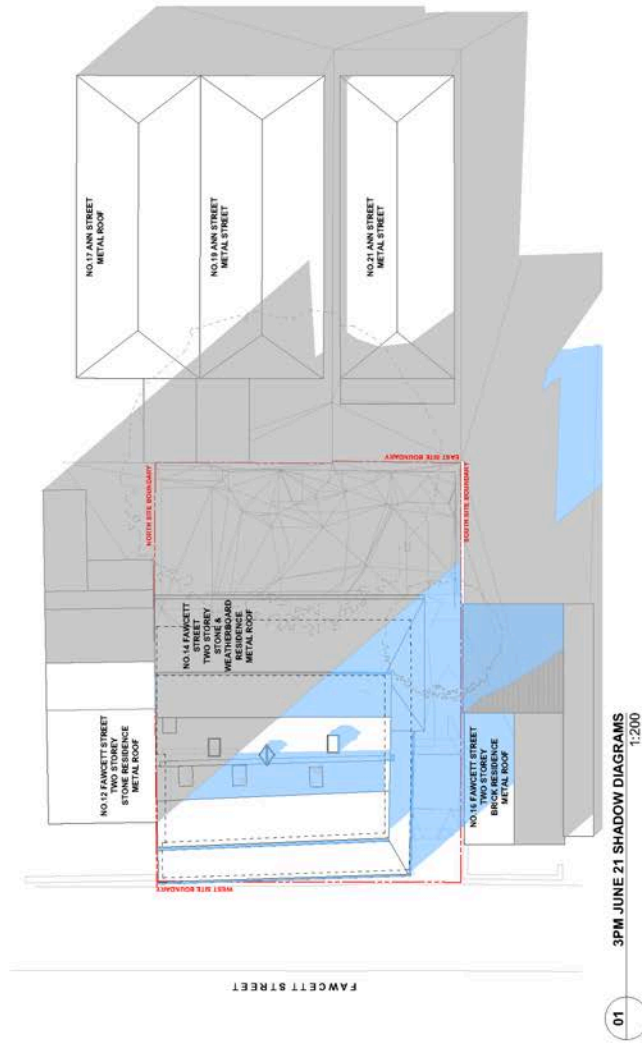 NO.17 ANN STREET
METAL ROOF
NO.19 ANN STREET
METAL STREET
NO.21 ANN STREET
METAL STREET
NORTH SITE BOUNDARY
EAST SITE BOUNDARY
SOUTH SITE BOUNDARY
WEST SITE BOUNDARY
NO.12 FAWCETT STREET
TWO STOREY
STONE RESIDENCE
METAL ROOF
NO.14 FAWCETT
STREET
TWO STOREY
STONE &
WEATHERBOARD
RESIDENCE
METAL ROOF
NO.16 FAWCETT STREET
TWO STOREY
BRICK RESIDENCE
METAL ROOF
FAWCETT STREET
01
3PM JUNE 21 SHADOW DIAGRAMS
1:200